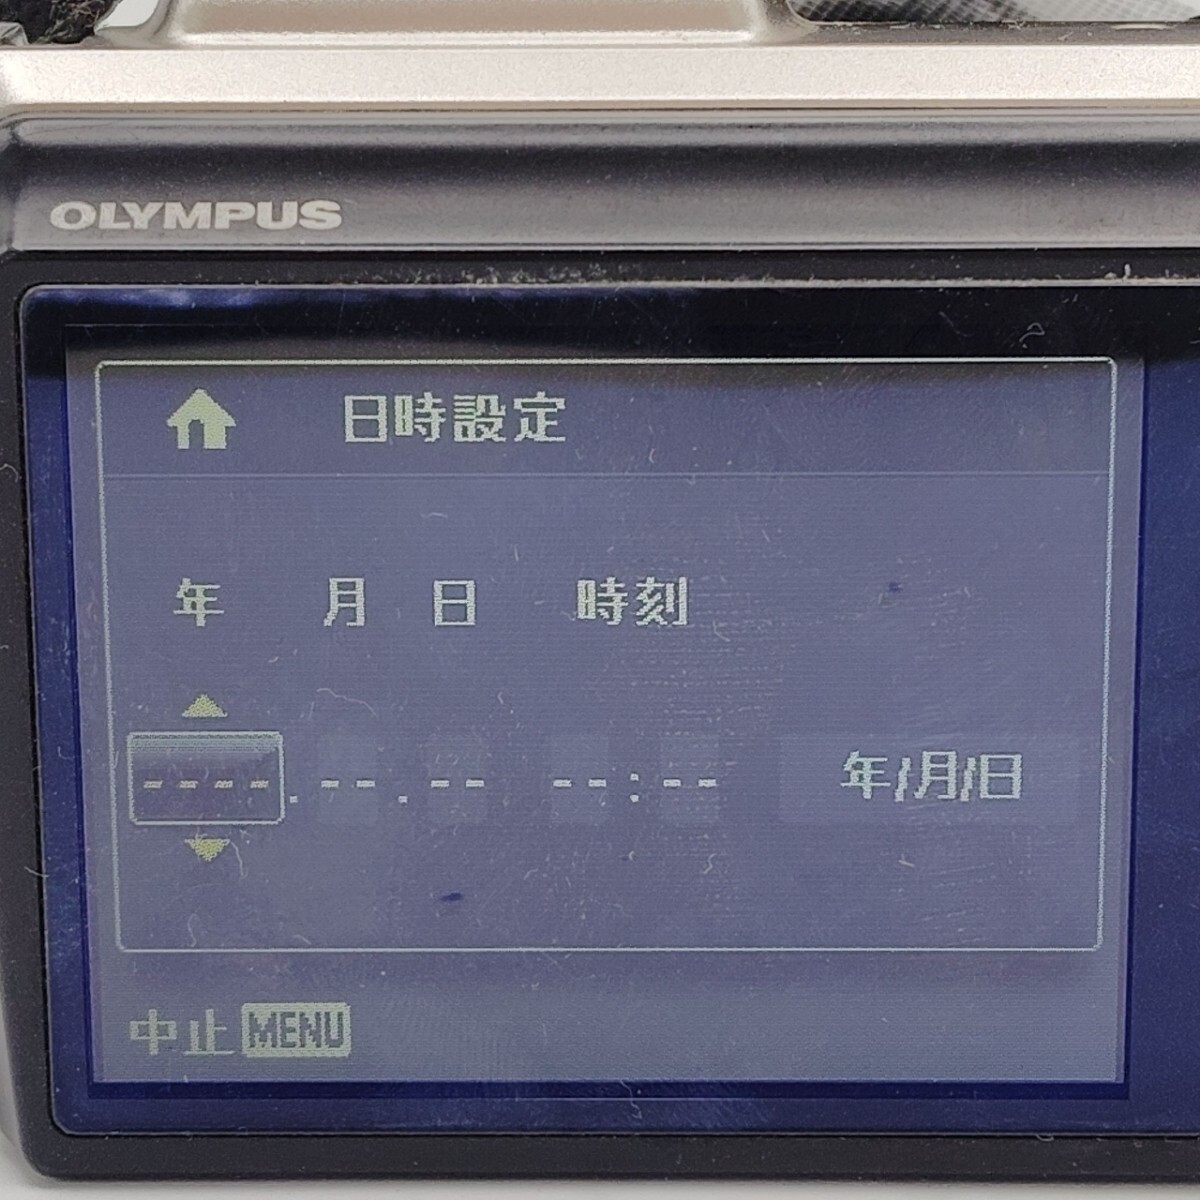 OLYMPUS
日時設定
年 月 日 時刻
----.--.-- --:-- 年/月/日
中止 MENU